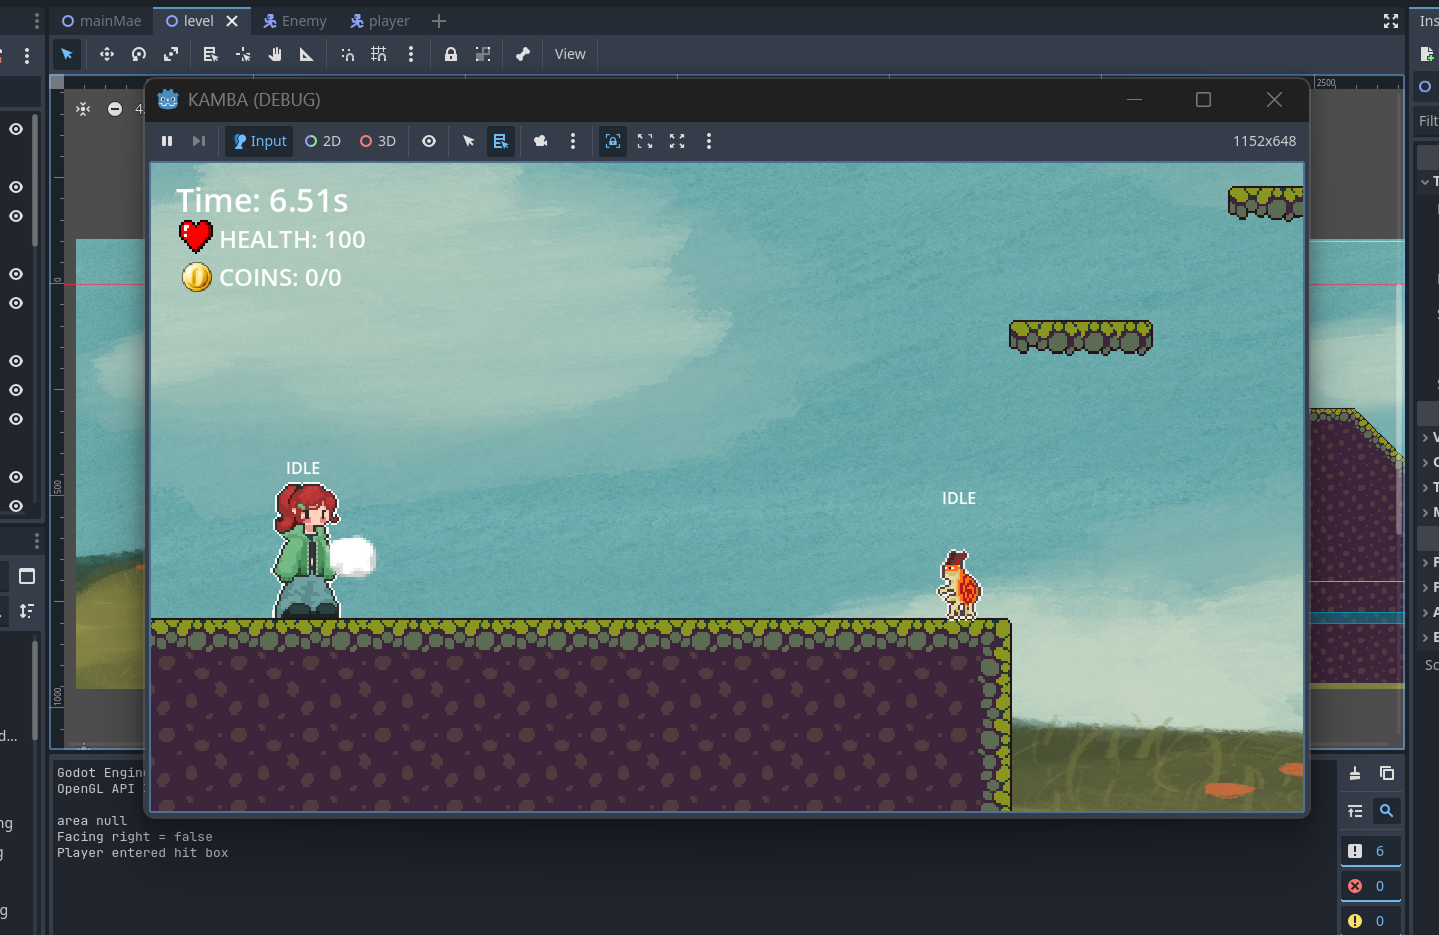 mainMae level Enemy player
Ins
View
2500
KAMBA (DEBUG)
Filt
Input 2D 3D 1152x648
Time: 6.51s
HEALTH: 100
COINS: 0/0
0
IDLE
500
IDLE
Sc
1000
d...
Godot Engin
OpenGL API
area null
Facing right = false
Player entered hit box
ng
g
6
0
0